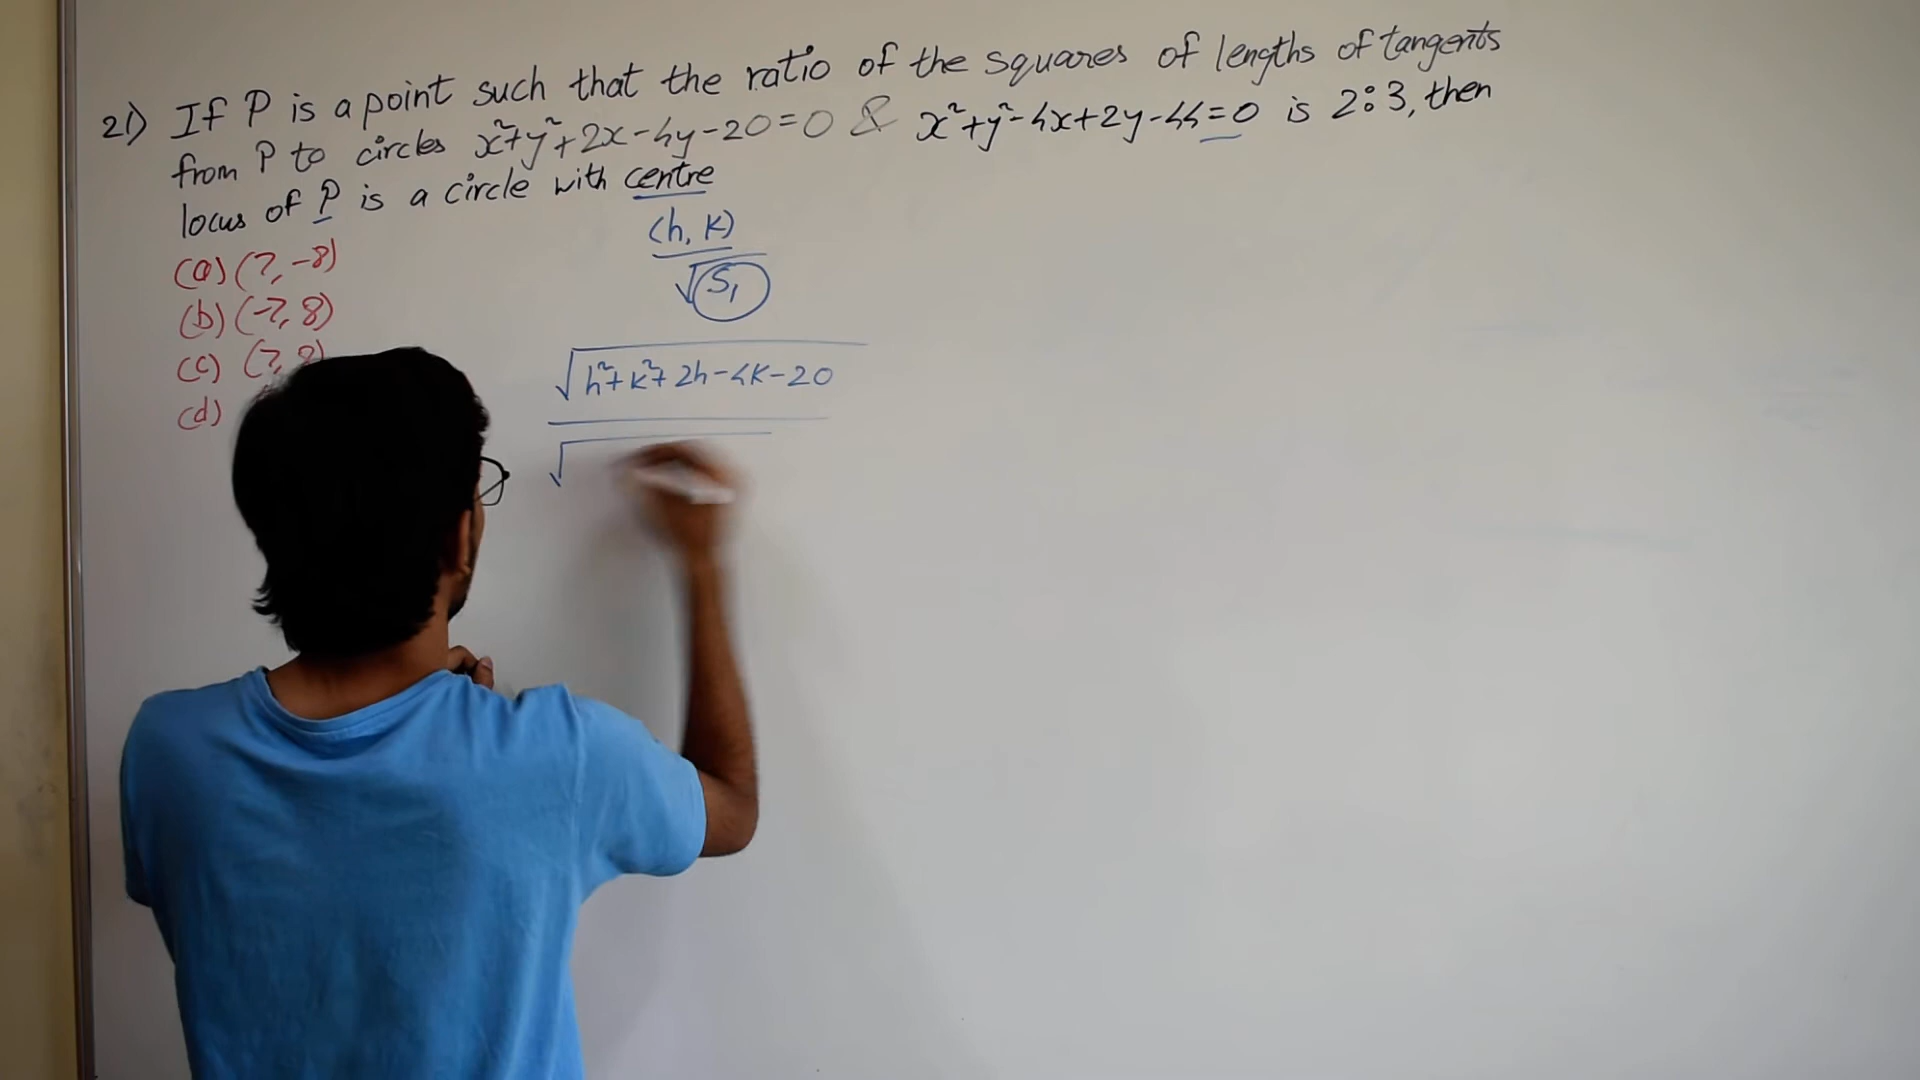 21) If P is a point such that the ratio of the squares of lengths of tangents
from P to circles x²+y²+2x-4y-20=0 & x²+y²-4x+2y-44=0 is 2:3, then
locus of P is a circle with centre
(a) (7, -8)
(b) (-7, 8)
(c) (7, 8)
(d)
(h, k)
√S₁
√h²+k²+2h-4k-20
√